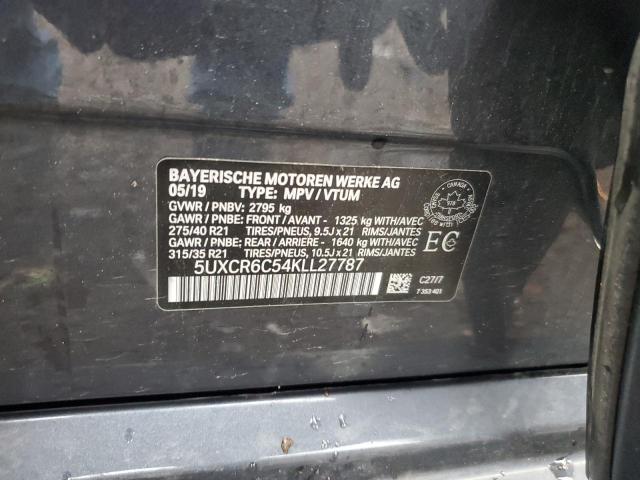 BAYERISCHE MOTOREN WERKE AG
05/19 TYPE: MPV / VTUM
GVWR / PNBV: 2795 kg
GAWR / PNBE: FRONT / AVANT - 1325 kg WITH/AVEC
275/40 R21 TIRES/PNEUS, 9.5J x 21 RIMS/JANTES
GAWR / PNBE: REAR / ARRIERE - 1640 kg WITH/AVEC
315/35 R21 TIRES/PNEUS, 10.5J x 21 RIMS/JANTES
5UXCR6C54KLL27787
CANADA
EC
C27/7
7 353 401